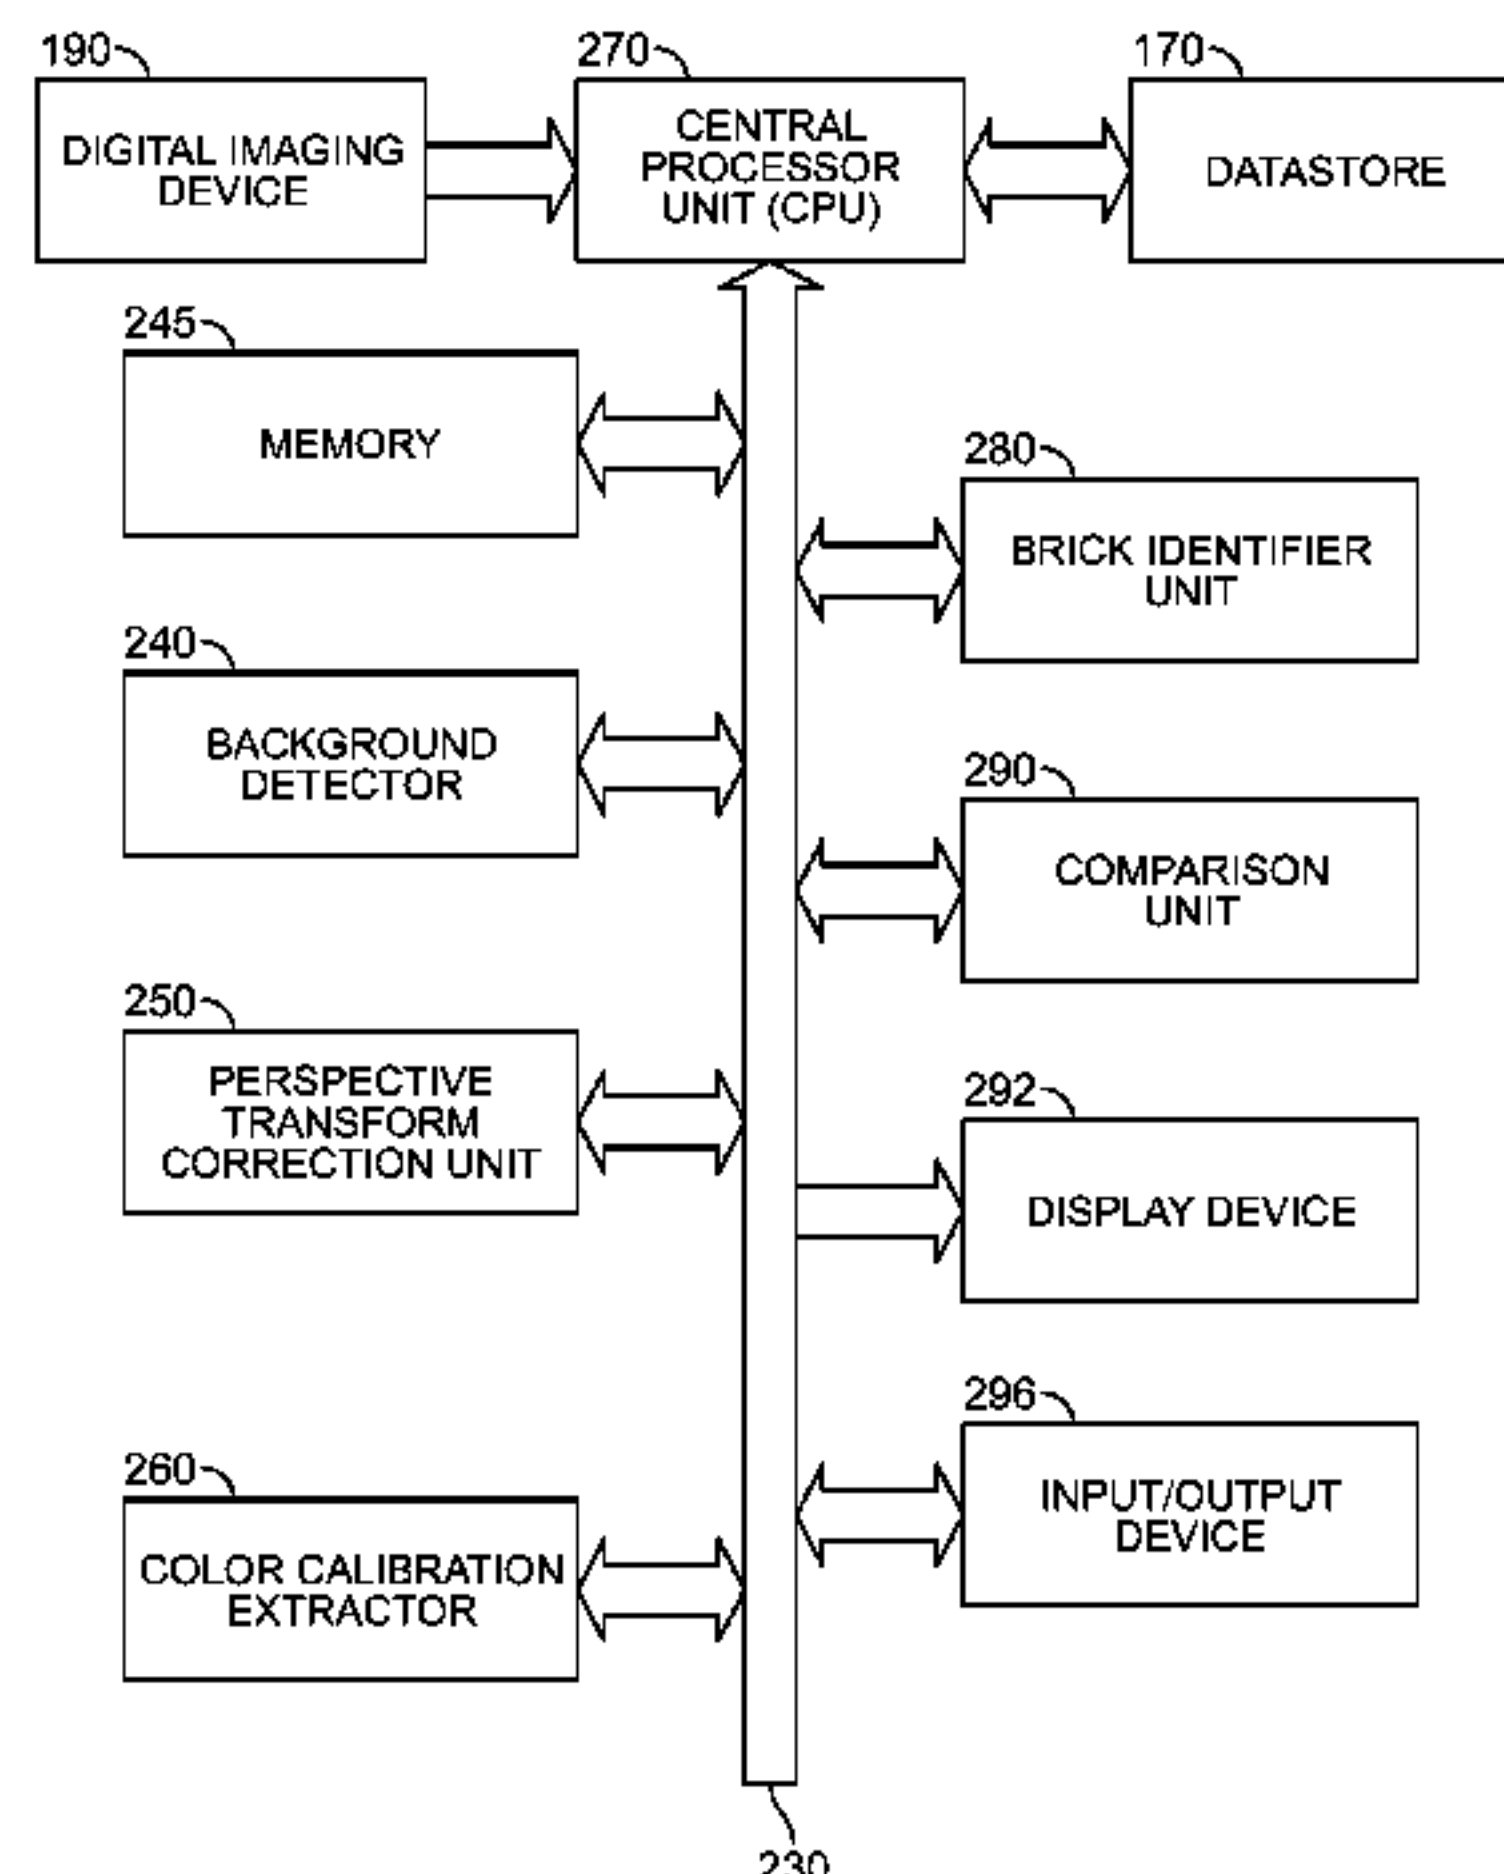 190
270
170
DIGITAL IMAGING
DEVICE
CENTRAL
PROCESSOR
UNIT (CPU)
DATASTORE
245
MEMORY
280
BRICK IDENTIFIER
UNIT
240
BACKGROUND
DETECTOR
290
COMPARISON
UNIT
250
PERSPECTIVE
TRANSFORM
CORRECTION UNIT
292
DISPLAY DEVICE
296
INPUT/OUTPUT
DEVICE
260
COLOR CALIBRATION
EXTRACTOR
230